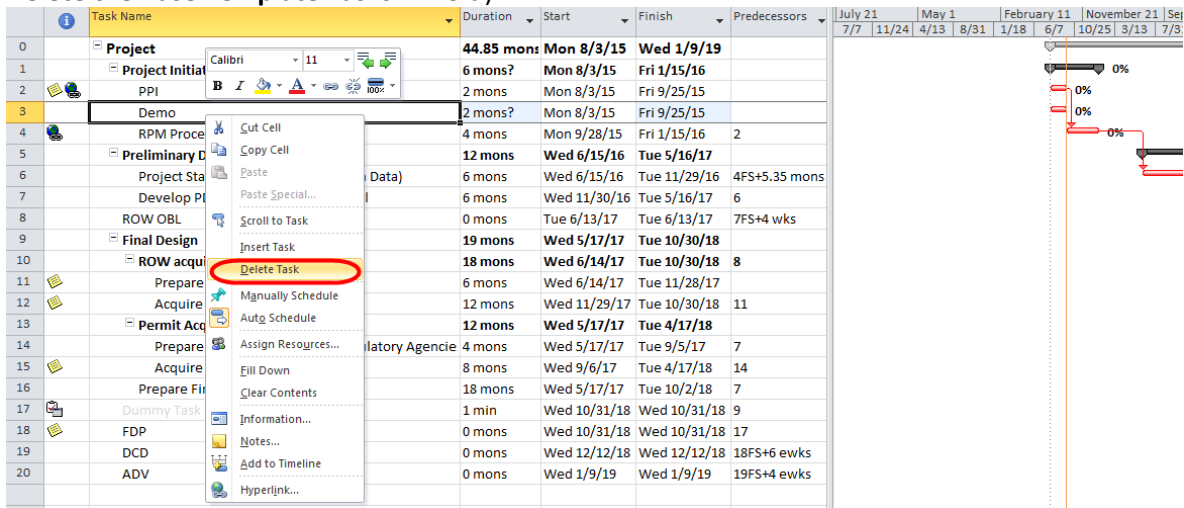 Task Name Duration Start Finish Predecessors July 21 May 1 February 11 November 21 Sep
7/7 11/24 4/13 8/31 1/18 6/7 10/25 3/13
0 Project 44.85 mons Mon 8/3/15 Wed 1/9/19
1 Project Initiat 6 mons? Mon 8/3/15 Fri 1/15/16 0%
2 PPI 2 mons Mon 8/3/15 Fri 9/25/15 0%
3 Demo 2 mons? Mon 8/3/15 Fri 9/25/15 0%
4 RPM Proce 4 mons Mon 9/28/15 Fri 1/15/16 2 0%
5 Preliminary D 12 mons Wed 6/15/16 Tue 5/16/17
6 Project Sta Data) 6 mons Wed 6/15/16 Tue 11/29/16 4FS+5.35 mons
7 Develop P 6 mons Wed 11/30/16 Tue 5/16/17 6
8 ROW OBL 0 mons Tue 6/13/17 Tue 6/13/17 7FS+4 wks
9 Final Design 19 mons Wed 5/17/17 Tue 10/30/18
10 ROW acqui 18 mons Wed 6/14/17 Tue 10/30/18 8
11 Prepare 6 mons Wed 6/14/17 Tue 11/28/17
12 Acquire 12 mons Wed 11/29/17 Tue 10/30/18 11
13 Permit Acq 12 mons Wed 5/17/17 Tue 4/17/18
14 Prepare ulatory Agencie 4 mons Wed 5/17/17 Tue 9/5/17 7
15 Acquire 8 mons Wed 9/6/17 Tue 4/17/18 14
16 Prepare Fin 18 mons Wed 5/17/17 Tue 10/2/18 7
17 Dummy Task 1 min Wed 10/31/18 Wed 10/31/18 9
18 FDP 0 mons Wed 10/31/18 Wed 10/31/18 17
19 DCD 0 mons Wed 12/12/18 Wed 12/12/18 18FS+6 ewks
20 ADV 0 mons Wed 1/9/19 Wed 1/9/19 19FS+4 ewks
Calibri 11
B I A 100%
Cut Cell
Copy Cell
Paste
Paste Special...
Scroll to Task
Insert Task
Delete Task
Manually Schedule
Auto Schedule
Assign Resources...
Fill Down
Clear Contents
Information...
Notes...
Add to Timeline
Hyperlink...